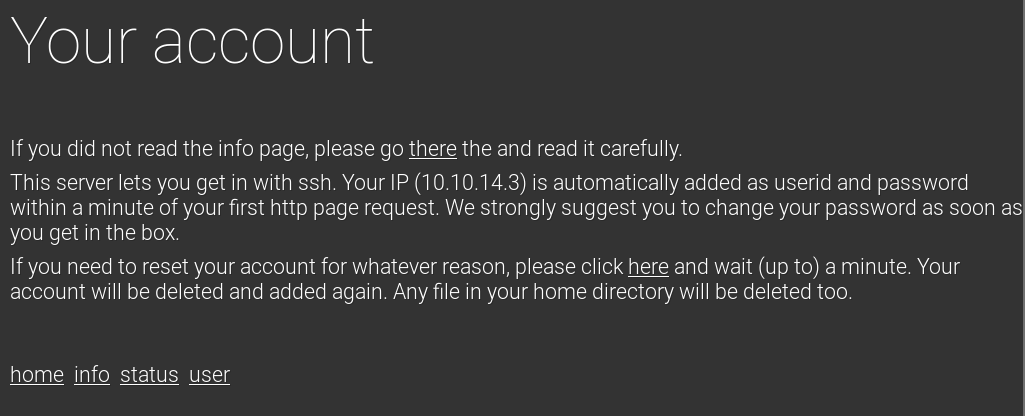 Your account
If you did not read the info page, please go there the and read it carefully.
This server lets you get in with ssh. Your IP (10.10.14.3) is automatically added as userid and password
within a minute of your first http page request. We strongly suggest you to change your password as soon as
you get in the box.
If you need to reset your account for whatever reason, please click here and wait (up to) a minute. Your
account will be deleted and added again. Any file in your home directory will be deleted too.
home info status user